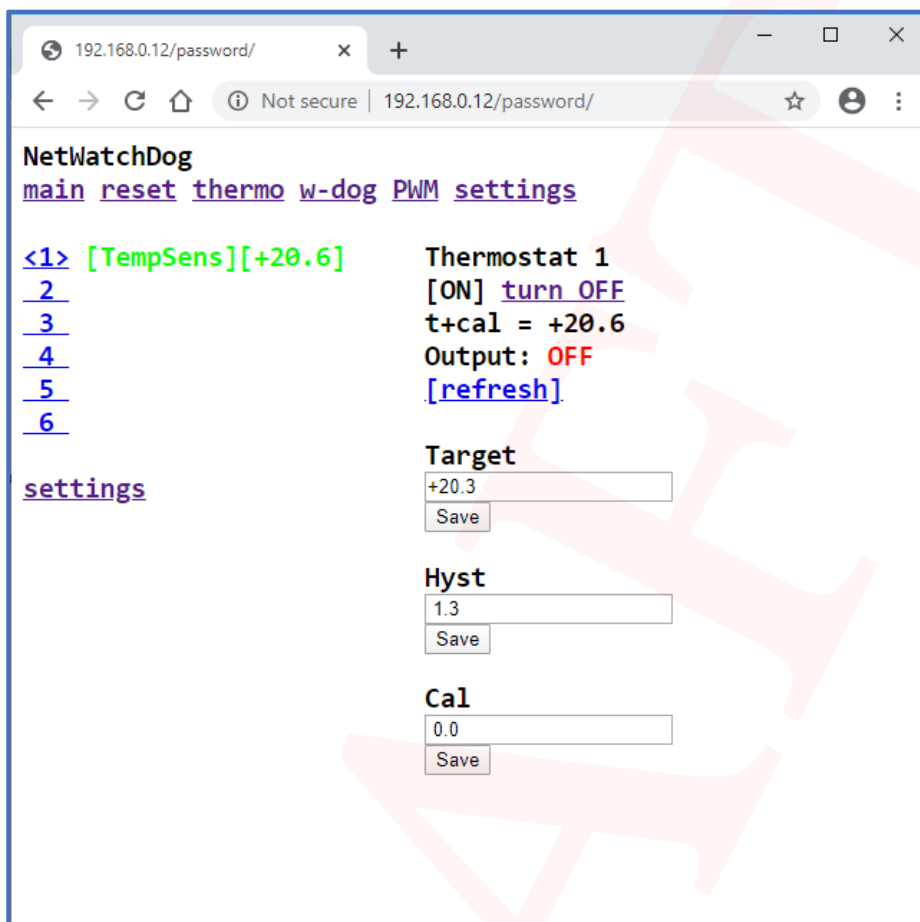 192.168.0.12/password/
Not secure | 192.168.0.12/password/
NetWatchDog
main reset thermo w-dog PWM settings
<1> [TempSens][+20.6]
2
3
4
5
6
settings
Thermostat 1
[ON] turn OFF
t+cal = +20.6
Output: OFF
[refresh]
Target
+20.3
Save
Hyst
1.3
Save
Cal
0.0
Save
AFT